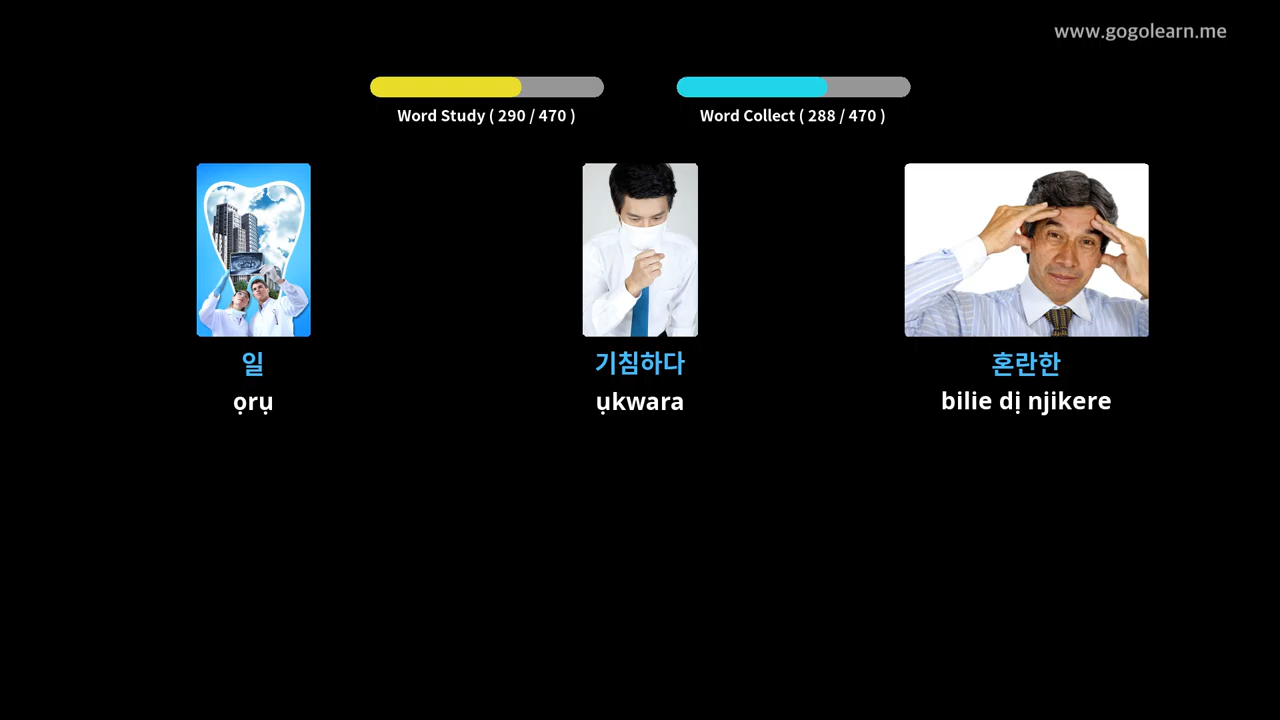 www.gogolearn.me
Word Study ( 290 / 470 )
Word Collect ( 288 / 470 )
일
ọrụ
기침하다
ụkwara
혼란한
bilie dị njikere